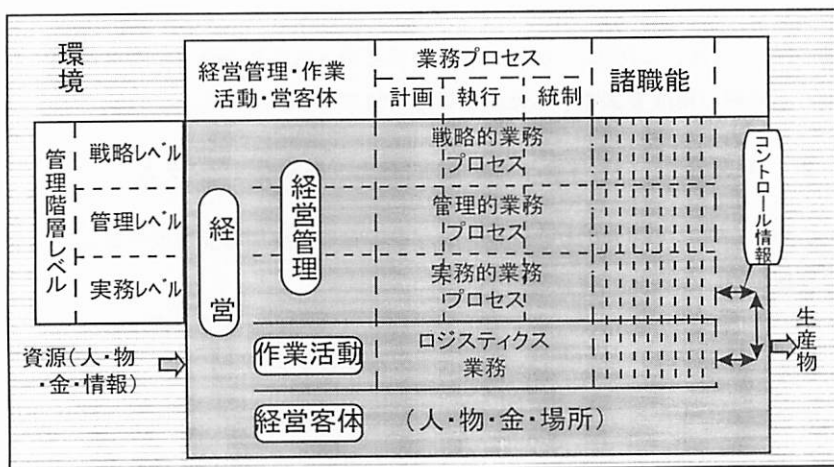 環境
経営管理・作業
活動・営客体
業務プロセス
計画
執行
統制
諸職能
管理階層レベル
戦略レベル
管理レベル
実務レベル
経営
経営管理
戦略的業務
プロセス
管理的業務
プロセス
実務的業務
プロセス
コントロール情報
資源(人・物
・金・情報)
作業活動
ロジスティクス
業務
生産物
経営客体
(人・物・金・場所)